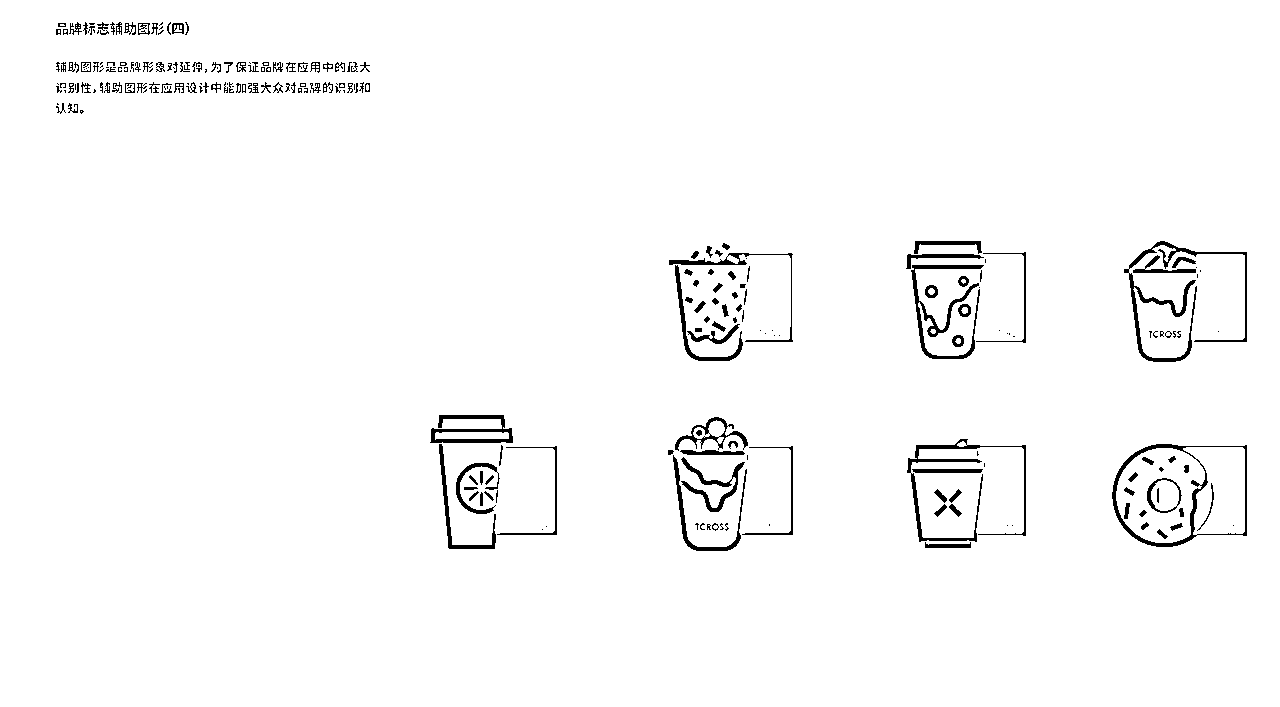 品牌标志辅助图形(四)
辅助图形是品牌形象对延伸,为了保证品牌在应用中的最大
识别性,辅助图形在应用设计中能加强大众对品牌的识别和
认知。
TCROSS
TCROSS